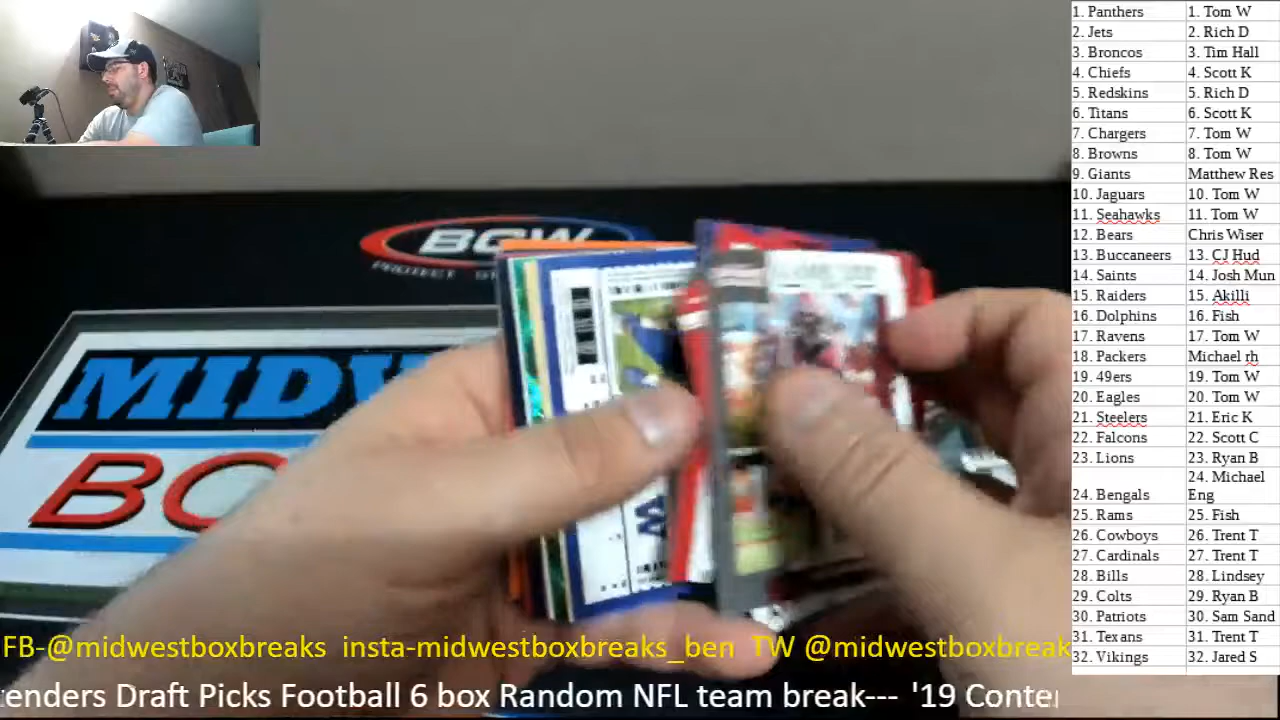 1. Panthers 1. Tom W
2. Jets 2. Rich D
3. Broncos 3. Tim Hall
4. Chiefs 4. Scott K
5. Redskins 5. Rich D
6. Titans 6. Scott K
7. Chargers 7. Tom W
8. Browns 8. Tom W
9. Giants Matthew Res
10. Jaguars 10. Tom W
11. Seahawks 11. Tom W
12. Bears Chris Wiser
13. Buccaneers 13. CJ Hud
14. Saints 14. Josh Mun
15. Raiders 15. Akilli
16. Dolphins 16. Fish
17. Ravens 17. Tom W
18. Packers Michael rh
19. 49ers 19. Tom W
20. Eagles 20. Tom W
21. Steelers 21. Eric K
22. Falcons 22. Scott C
23. Lions 23. Ryan B
24. Bengals 24. Michael Eng
25. Rams 25. Fish
26. Cowboys 26. Trent T
27. Cardinals 27. Trent T
28. Bills 28. Lindsey
29. Colts 29. Ryan B
30. Patriots 30. Sam Sand
31. Texans 31. Trent T
32. Vikings 32. Jared S
BCW
MIDW
BO
FB-@midwestboxbreaks insta-midwestboxbreaks_ben TW @midwestboxbreak
tenders Draft Picks Football 6 box Random NFL team break--- '19 Conte